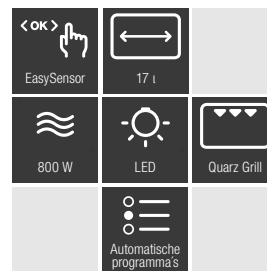 <OK>
EasySensor
17 ι
800 W
LED
Quarz Grill
Automatische
programma´s